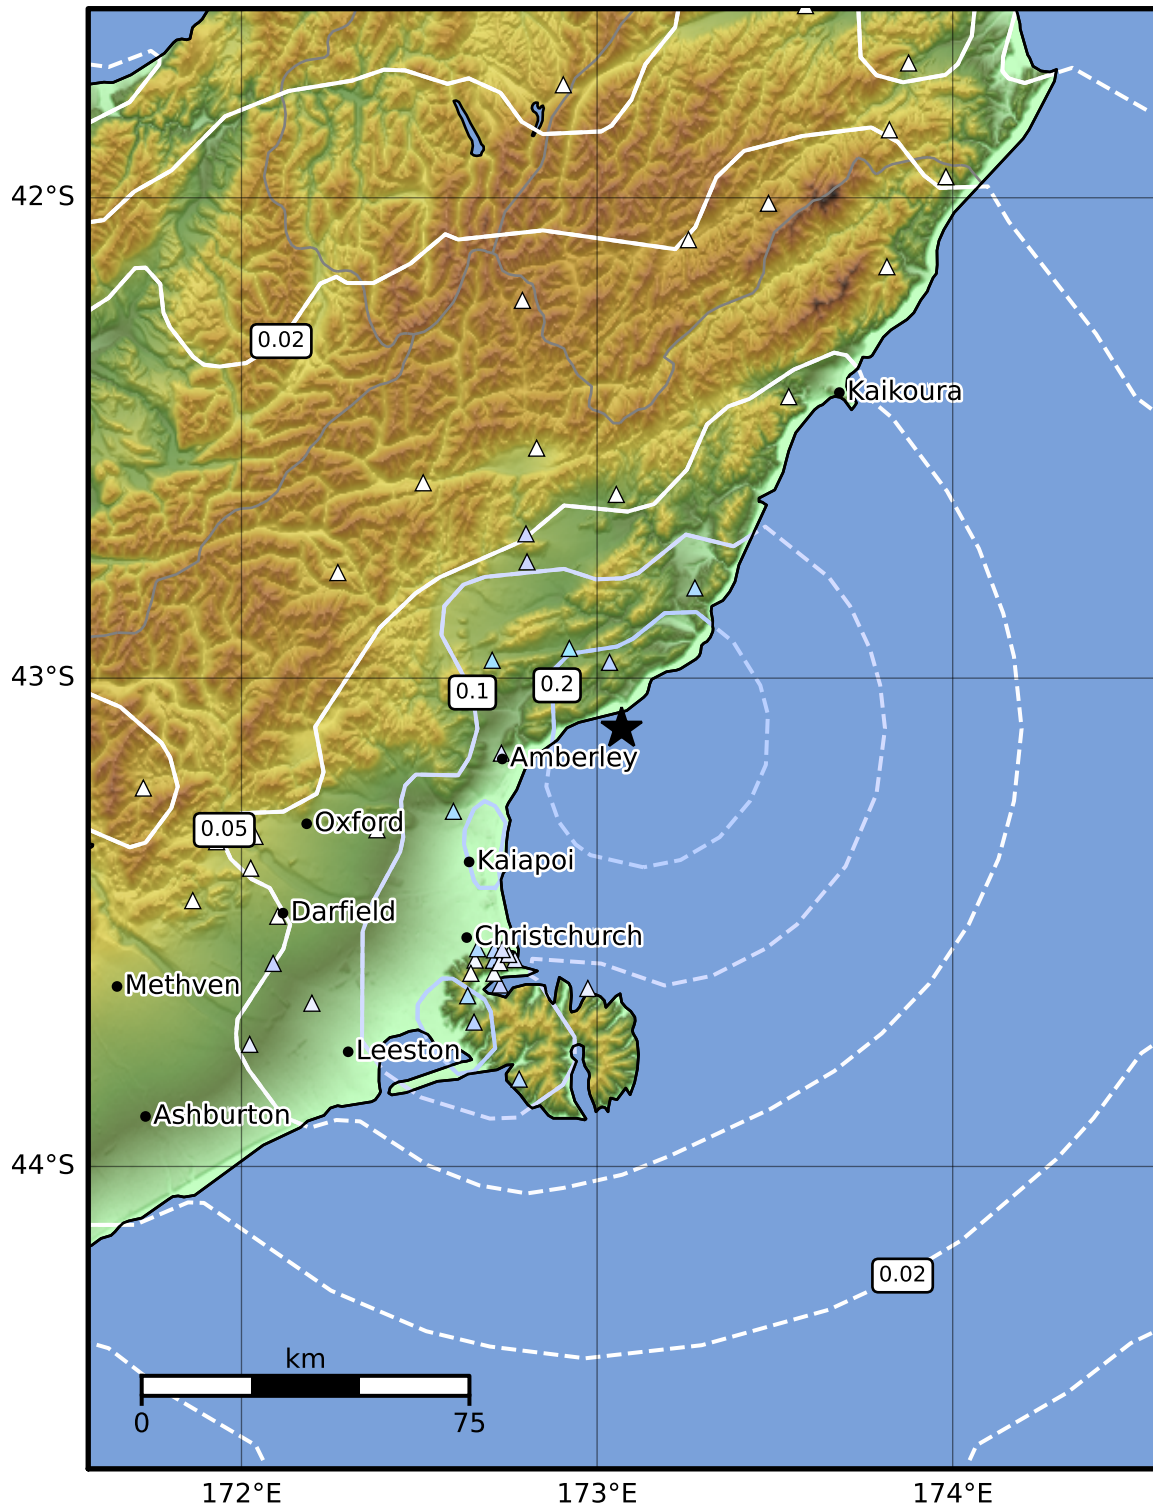 42°S
0.02
Kaikoura
43°S
0.1
0.2
Amberley
0.05
Oxford
Kaiapoi
Darfield
Christchurch
Methven
Leeston
Ashburton
44°S
0.02
km
0
75
172°E
173°E
174°E